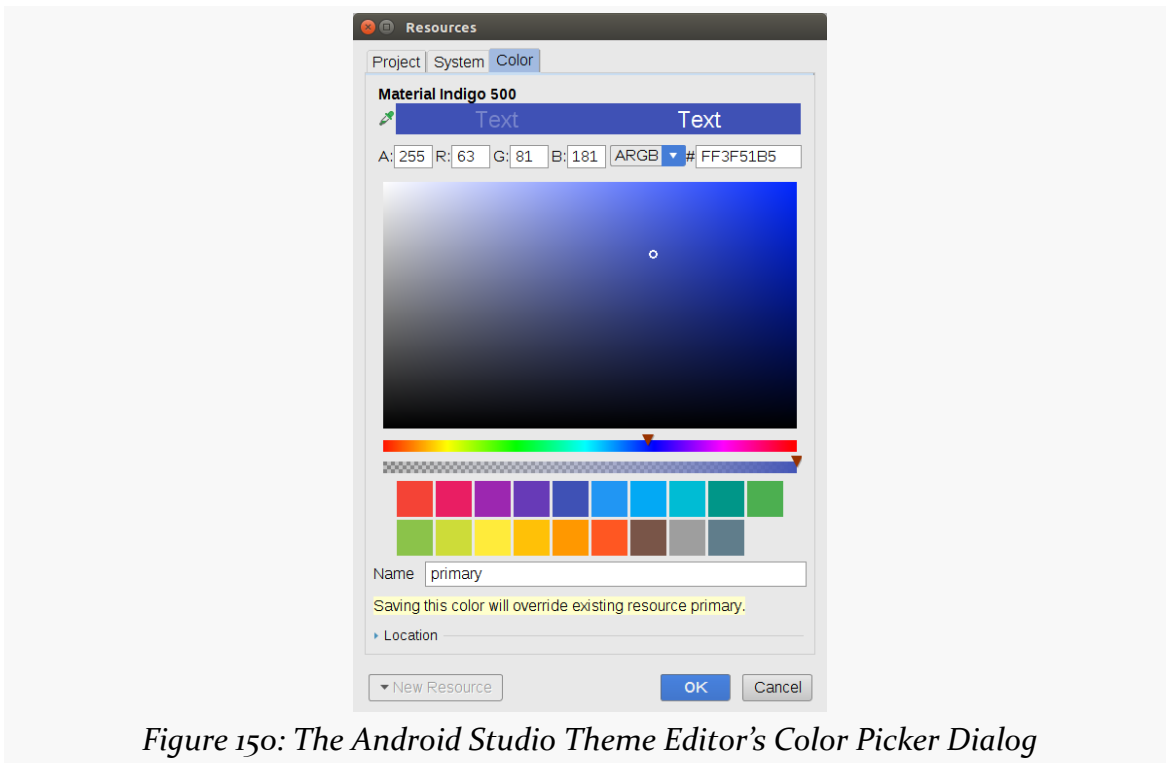 Resources
Project System Color
Material Indigo 500
Text Text
A: 255 R: 63 G: 81 B: 181 ARGB # FF3F51B5
Name primary
Saving this color will override existing resource primary.
Location
New Resource OK Cancel
Figure 150: The Android Studio Theme Editor's Color Picker Dialog